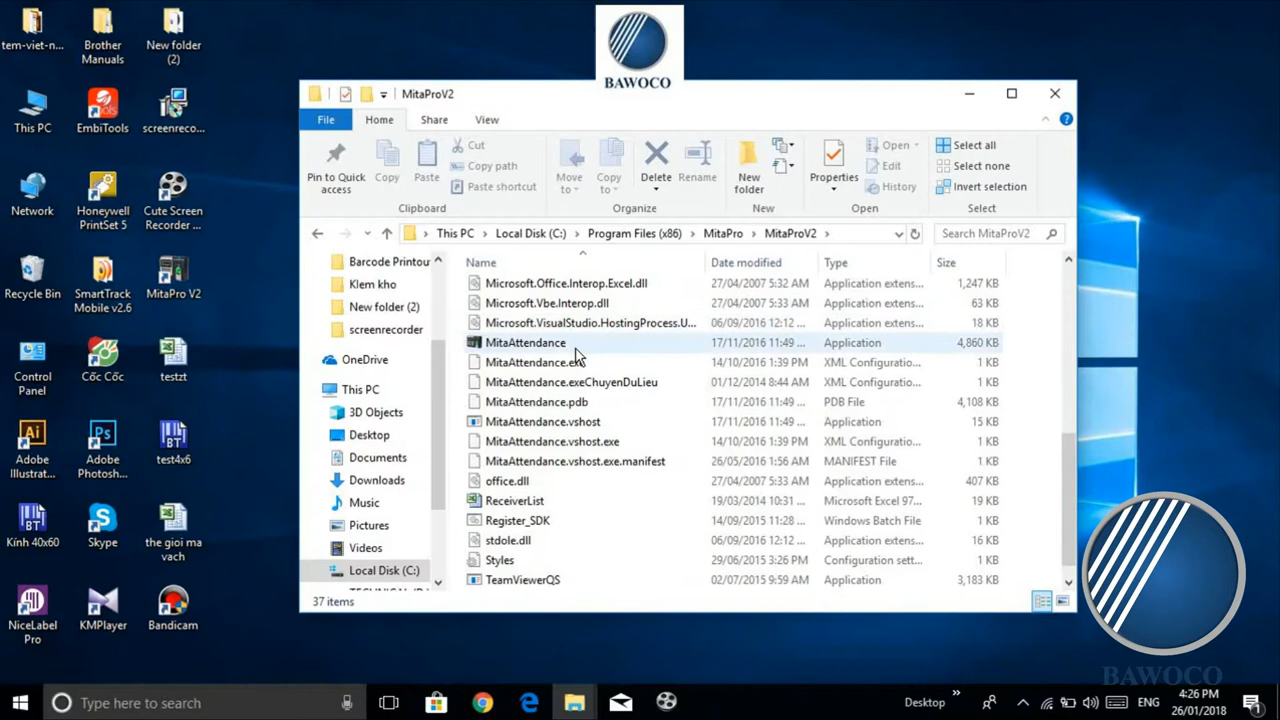 tem-viet-n...
Brother
Manuals
New folder
(2)
This PC
EmbiTools
screenreco...
Network
Honeywell
PrintSet 5
Cute Screen
Recorder ...
Recycle Bin
SmartTrack
Mobile v2.6
MitaPro V2
Control
Panel
Cốc Cốc
testzt
Adobe
Illustrat...
Adobe
Photosh...
test4x6
Kính 40x60
Skype
the gioi ma
vach
NiceLabel
Pro
KMPlayer
Bandicam
BAWOCO
MitaProV2
File
Home
Share
View
Pin to Quick
access
Copy
Paste
Cut
Copy path
Paste shortcut
Clipboard
Move
to
Copy
to
Delete
Rename
Organize
New
folder
New
Properties
Open
Edit
History
Open
Select all
Select none
Invert selection
Select
This PC > Local Disk (C:) > Program Files (x86) > MitaPro > MitaProV2 >
Search MitaProV2
Barcode Printou
Klem kho
New folder (2)
screenrecorder
OneDrive
This PC
3D Objects
Desktop
Documents
Downloads
Music
Pictures
Videos
Local Disk (C:)
Name Date modified Type Size
Microsoft.Office.Interop.Excel.dll 27/04/2007 5:32 AM Application extens... 1,247 KB
Microsoft.Vbe.Interop.dll 27/04/2007 5:33 AM Application extens... 63 KB
Microsoft.VisualStudio.HostingProcess.U... 06/09/2016 12:12 ... Application extens... 18 KB
MitaAttendance 17/11/2016 11:49 ... Application 4,860 KB
MitaAttendance.exe 14/10/2016 1:39 PM XML Configuratio... 1 KB
MitaAttendance.exeChuyenDuLieu 01/12/2014 8:44 AM XML Configuratio... 1 KB
MitaAttendance.pdb 17/11/2016 11:49 ... PDB File 4,108 KB
MitaAttendance.vshost 17/11/2016 11:49 ... Application 15 KB
MitaAttendance.vshost.exe 14/10/2016 1:39 PM XML Configuratio... 1 KB
MitaAttendance.vshost.exe.manifest 26/05/2016 1:56 AM MANIFEST File 1 KB
office.dll 27/04/2007 5:33 AM Application extens... 407 KB
ReceiverList 19/03/2014 10:31 ... Microsoft Excel 97... 19 KB
Register_SDK 14/09/2015 11:28 ... Windows Batch File 1 KB
stdole.dll 06/09/2016 12:12 ... Application extens... 16 KB
Styles 29/06/2015 3:26 PM Configuration sett... 1 KB
TeamViewerQS 02/07/2015 9:59 AM Application 3,183 KB
37 items
BAWOCO
Type here to search
Desktop
ENG
4:26 PM
26/01/2018
1